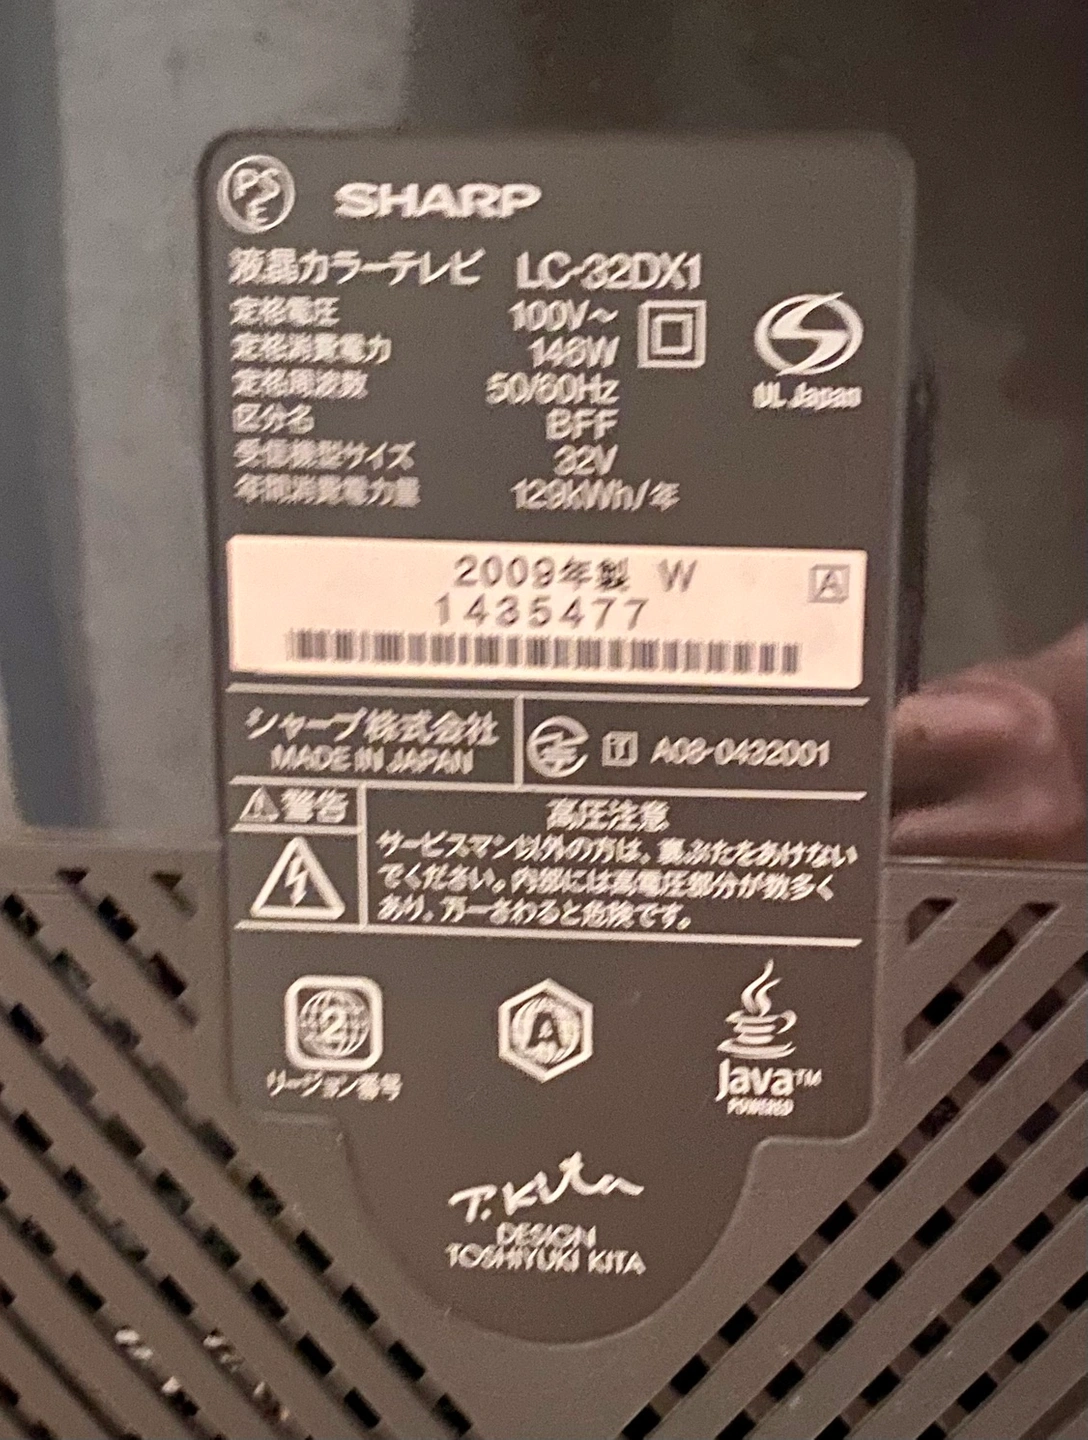 PS
E
SHARP
液晶カラーテレビ LC-32DX1
定格電圧 100V～
定格消費電力 146W
定格周波数 50/60Hz
区分名 BFF
受信機型サイズ 32V
年間消費電力量 129kWh/年
UL Japan
2009年製 W
A
1435477
シャープ株式会社
MADE IN JAPAN
T A08-0432001
警告
高圧注意
サービスマン以外の方は、裏ぶたをあけない
でください。内部には高電圧部分が数多く
あり、万一さわると危険です。
2
リージョン番号
A
Java™
POWERED
T. Kita
DESIGN
TOSHIYUKI KITA